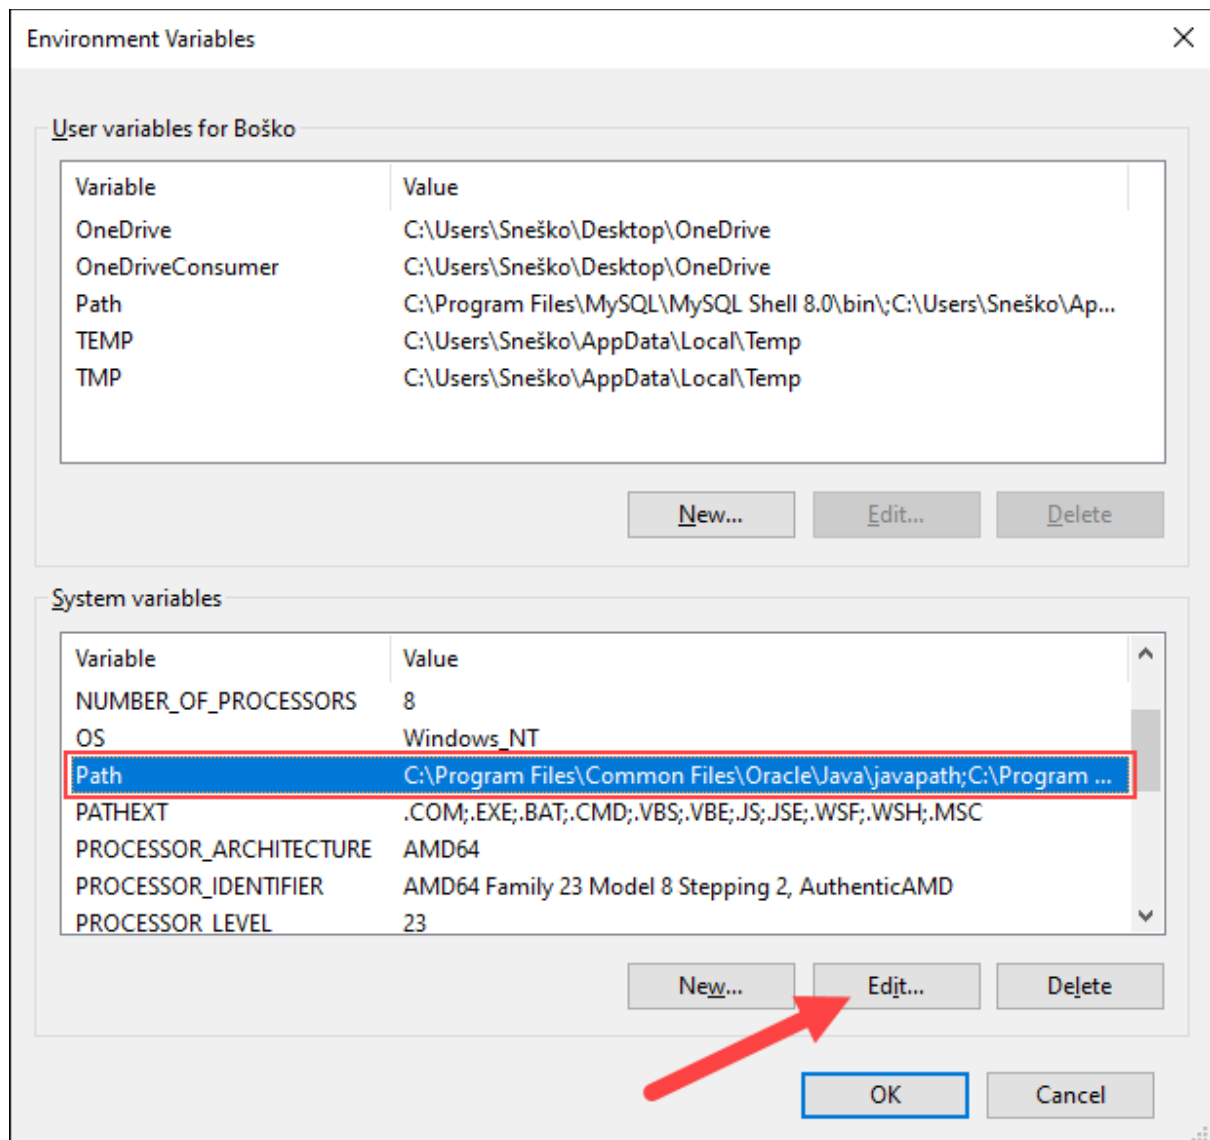 Environment Variables
User variables for Boško
Variable Value
OneDrive C:\Users\Sneško\Desktop\OneDrive
OneDriveConsumer C:\Users\Sneško\Desktop\OneDrive
Path C:\Program Files\MySQL\MySQL Shell 8.0\bin\;C:\Users\Sneško\Ap...
TEMP C:\Users\Sneško\AppData\Local\Temp
TMP C:\Users\Sneško\AppData\Local\Temp
New... Edit... Delete
System variables
Variable Value
NUMBER_OF_PROCESSORS 8
OS Windows_NT
Path C:\Program Files\Common Files\Oracle\Java\javapath;C:\Program ...
PATHEXT .COM;.EXE;.BAT;.CMD;.VBS;.VBE;.JS;.JSE;.WSF;.WSH;.MSC
PROCESSOR_ARCHITECTURE AMD64
PROCESSOR_IDENTIFIER AMD64 Family 23 Model 8 Stepping 2, AuthenticAMD
PROCESSOR_LEVEL 23
New... Edit... Delete
OK Cancel